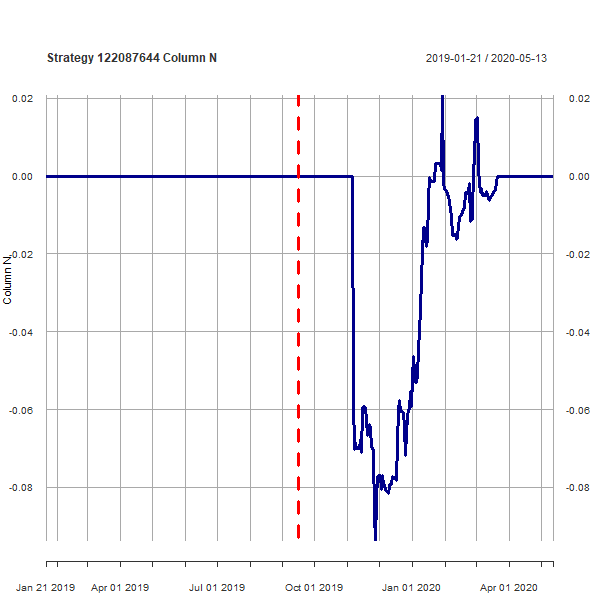 Strategy 122087644 Column N
2019-01-21 / 2020-05-13
0.02
0.00
-0.02
-0.04
-0.06
-0.08
Column N
0.02
0.00
-0.02
-0.04
-0.06
-0.08
Jan 21 2019
Apr 01 2019
Jul 01 2019
Oct 01 2019
Jan 01 2020
Apr 01 2020